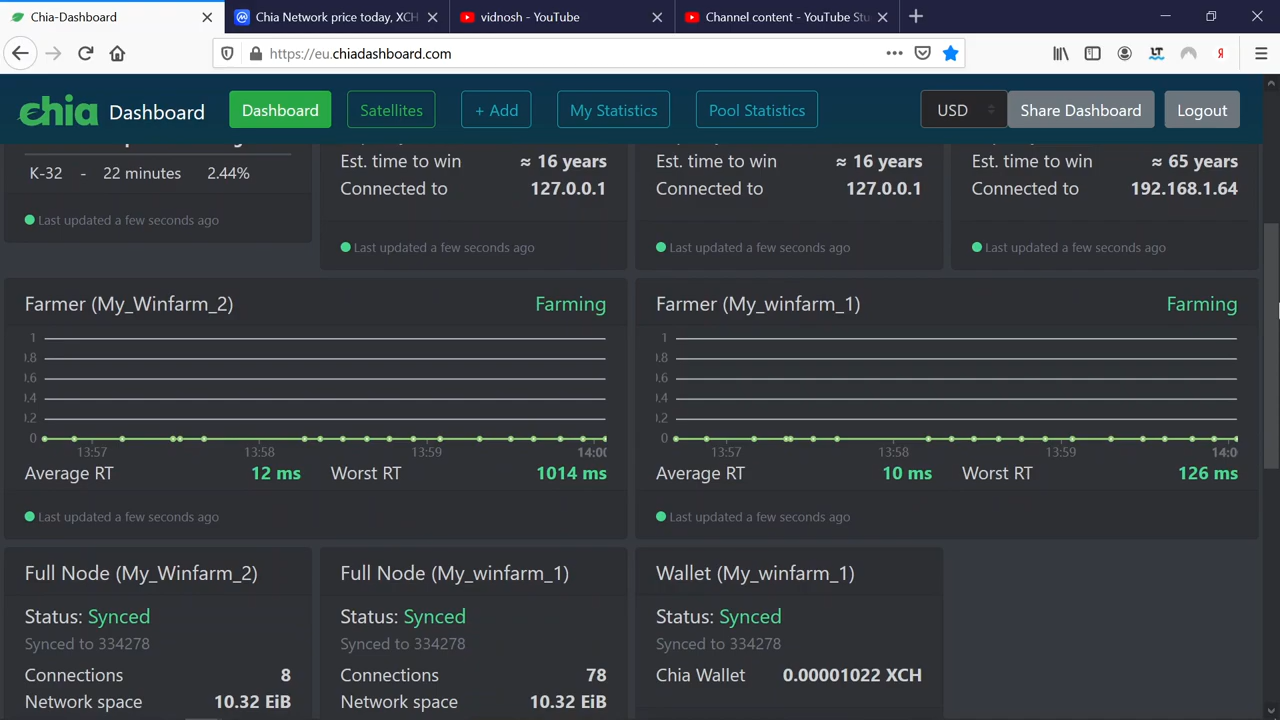 Chia-Dashboard
Chia Network price today, XCH
vidnosh - YouTube
Channel content - YouTube Stu
https://eu.chiadashboard.com
chia Dashboard
Dashboard
Satellites
+ Add
My Statistics
Pool Statistics
USD
Share Dashboard
Logout
K-32 - 22 minutes 2.44%
Last updated a few seconds ago
Est. time to win ≈ 16 years
Connected to 127.0.0.1
Last updated a few seconds ago
Est. time to win ≈ 16 years
Connected to 127.0.0.1
Last updated a few seconds ago
Est. time to win ≈ 65 years
Connected to 192.168.1.64
Last updated a few seconds ago
Farmer (My_Winfarm_2) Farming
1
0.8
0.6
0.4
0.2
0
13:57 13:58 13:59 14:00
Average RT 12 ms Worst RT 1014 ms
Last updated a few seconds ago
Farmer (My_winfarm_1) Farming
1
0.8
0.6
0.4
0.2
0
13:57 13:58 13:59 14:0
Average RT 10 ms Worst RT 126 ms
Last updated a few seconds ago
Full Node (My_Winfarm_2)
Status: Synced
Synced to 334278
Connections 8
Network space 10.32 EiB
Full Node (My_winfarm_1)
Status: Synced
Synced to 334278
Connections 78
Network space 10.32 EiB
Wallet (My_winfarm_1)
Status: Synced
Synced to 334278
Chia Wallet 0.00001022 XCH